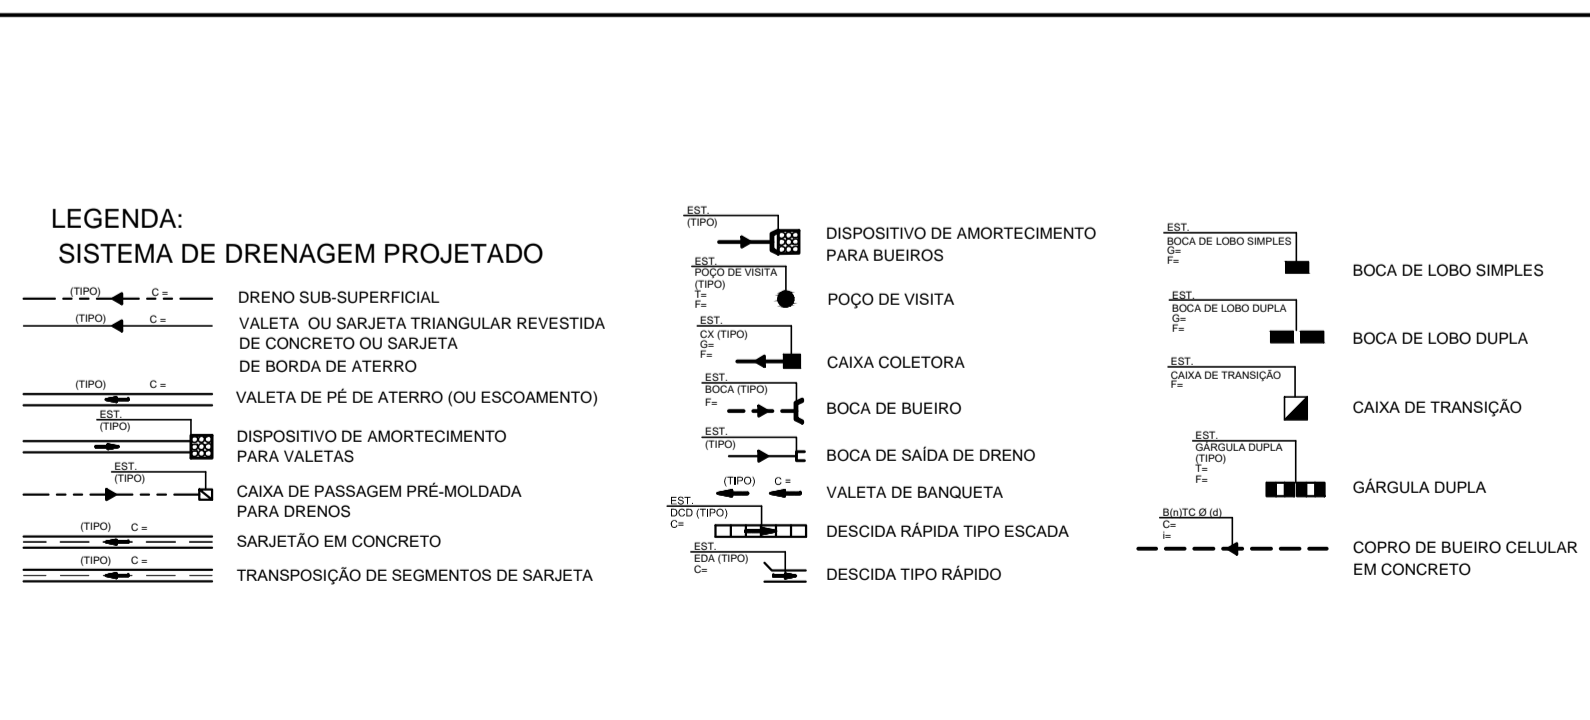 LEGENDA:
SISTEMA DE DRENAGEM PROJETADO
(TIPO) C =
DRENO SUB-SUPERFICIAL
(TIPO) C =
VALETA OU SARJETA TRIANGULAR REVESTIDA
DE CONCRETO OU SARJETA
DE BORDA DE ATERRO
(TIPO) C =
VALETA DE PÉ DE ATERRO (OU ESCOAMENTO)
EST.
(TIPO)
DISPOSITIVO DE AMORTECIMENTO
PARA VALETAS
EST.
(TIPO)
CAIXA DE PASSAGEM PRÉ-MOLDADA
PARA DRENOS
(TIPO) C =
SARJETÃO EM CONCRETO
(TIPO) C =
TRANSPOSIÇÃO DE SEGMENTOS DE SARJETA
EST.
(TIPO)
DISPOSITIVO DE AMORTECIMENTO
PARA BUEIROS
EST.
POÇO DE VISITA
(TIPO)
T=
F=
POÇO DE VISITA
EST.
CX (TIPO)
G=
F=
CAIXA COLETORA
EST.
BOCA (TIPO)
F=
BOCA DE BUEIRO
EST.
(TIPO)
BOCA DE SAÍDA DE DRENO
(TIPO) C =
VALETA DE BANQUETA
EST.
DCD (TIPO)
C=
DESCIDA RÁPIDA TIPO ESCADA
EST.
EDA (TIPO)
C=
DESCIDA TIPO RÁPIDO
EST.
BOCA DE LOBO SIMPLES
G=
F=
BOCA DE LOBO SIMPLES
EST.
BOCA DE LOBO DUPLA
G=
F=
BOCA DE LOBO DUPLA
EST.
CAIXA DE TRANSIÇÃO
F=
CAIXA DE TRANSIÇÃO
EST.
GÁRGULA DUPLA
(TIPO)
T=
F=
GÁRGULA DUPLA
B(n)TC Ø (d)
C=
i=
COPRO DE BUEIRO CELULAR
EM CONCRETO